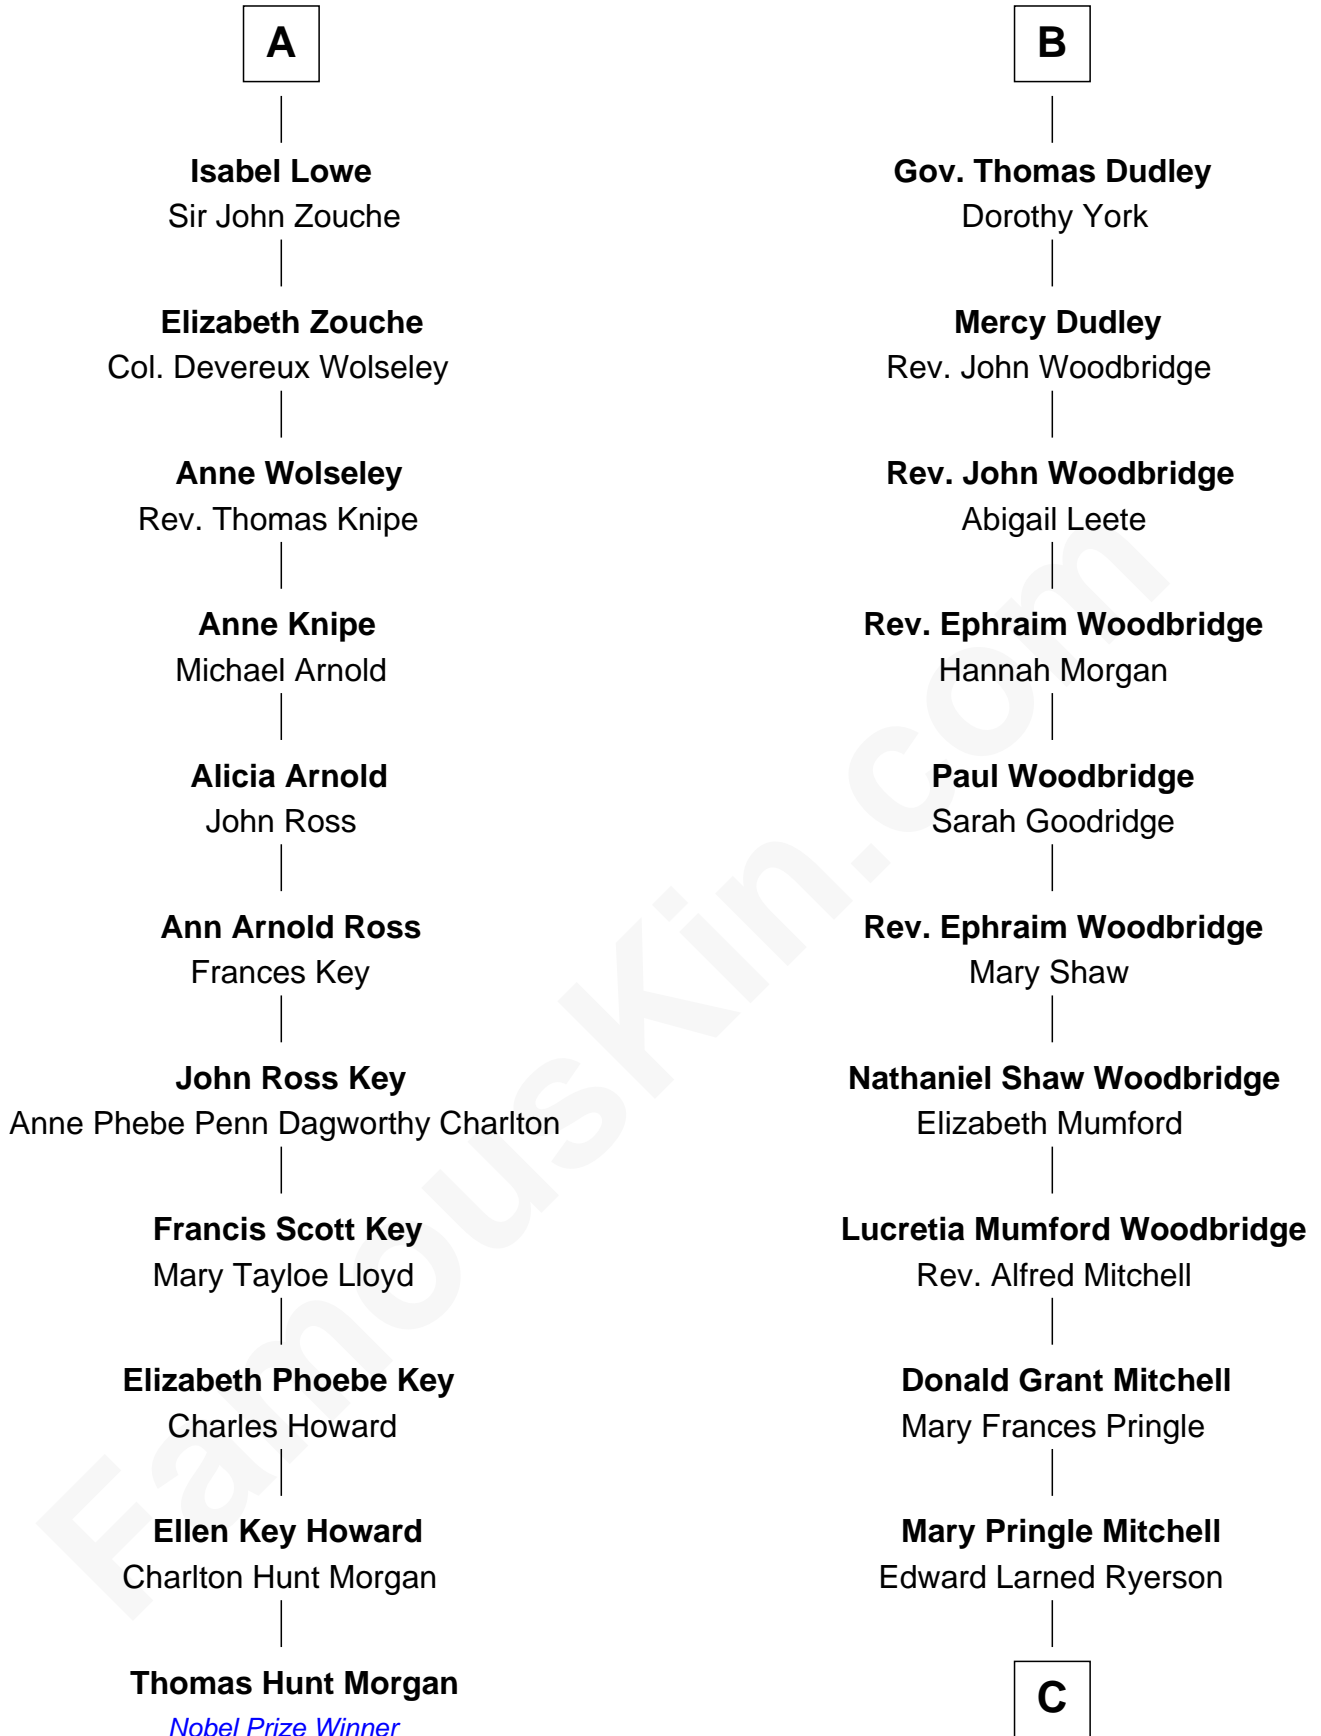 A
Isabel Lowe
Sir John Zouche
Elizabeth Zouche
Col. Devereux Wolseley
Anne Wolseley
Rev. Thomas Knipe
Anne Knipe
Michael Arnold
Alicia Arnold
John Ross
Ann Arnold Ross
Frances Key
John Ross Key
Anne Phebe Penn Dagworthy Charlton
Francis Scott Key
Mary Tayloe Lloyd
Elizabeth Phoebe Key
Charles Howard
Ellen Key Howard
Charlton Hunt Morgan
Thomas Hunt Morgan
Nobel Prize Winner
B
Gov. Thomas Dudley
Dorothy York
Mercy Dudley
Rev. John Woodbridge
Rev. John Woodbridge
Abigail Leete
Rev. Ephraim Woodbridge
Hannah Morgan
Paul Woodbridge
Sarah Goodridge
Rev. Ephraim Woodbridge
Mary Shaw
Nathaniel Shaw Woodbridge
Elizabeth Mumford
Lucretia Mumford Woodbridge
Rev. Alfred Mitchell
Donald Grant Mitchell
Mary Frances Pringle
Mary Pringle Mitchell
Edward Larned Ryerson
C
FamousKin.com